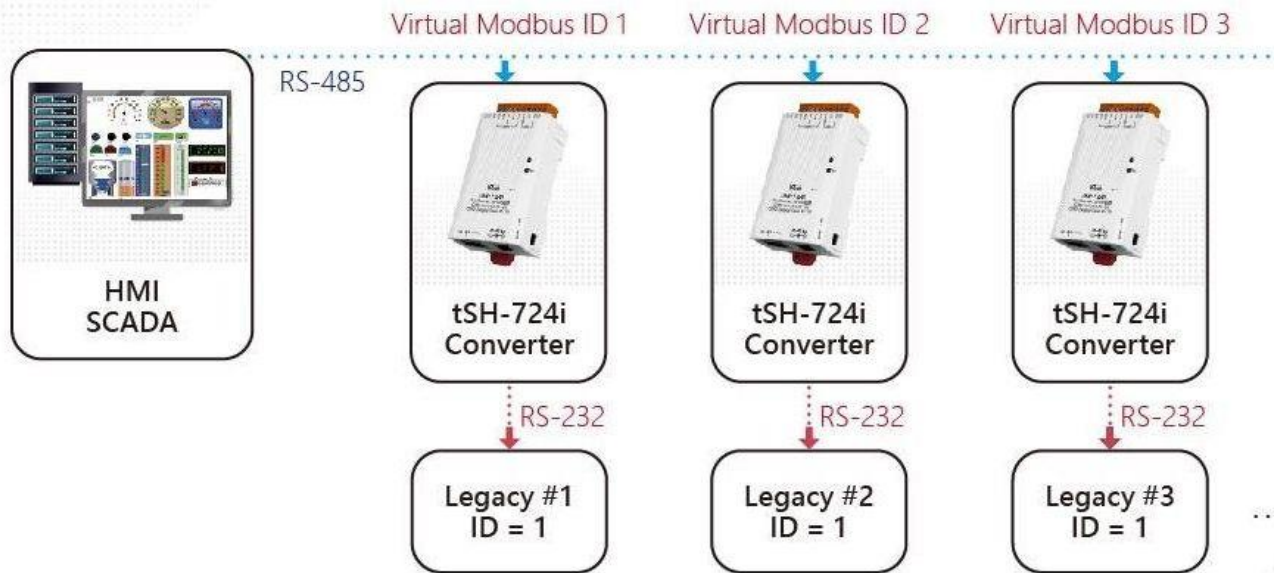 Virtual Modbus ID 1
Virtual Modbus ID 2
Virtual Modbus ID 3
RS-485
HMI
SCADA
tSH-724i
Converter
tSH-724i
Converter
tSH-724i
Converter
RS-232
RS-232
RS-232
Legacy #1
ID = 1
Legacy #2
ID = 1
Legacy #3
ID = 1
..